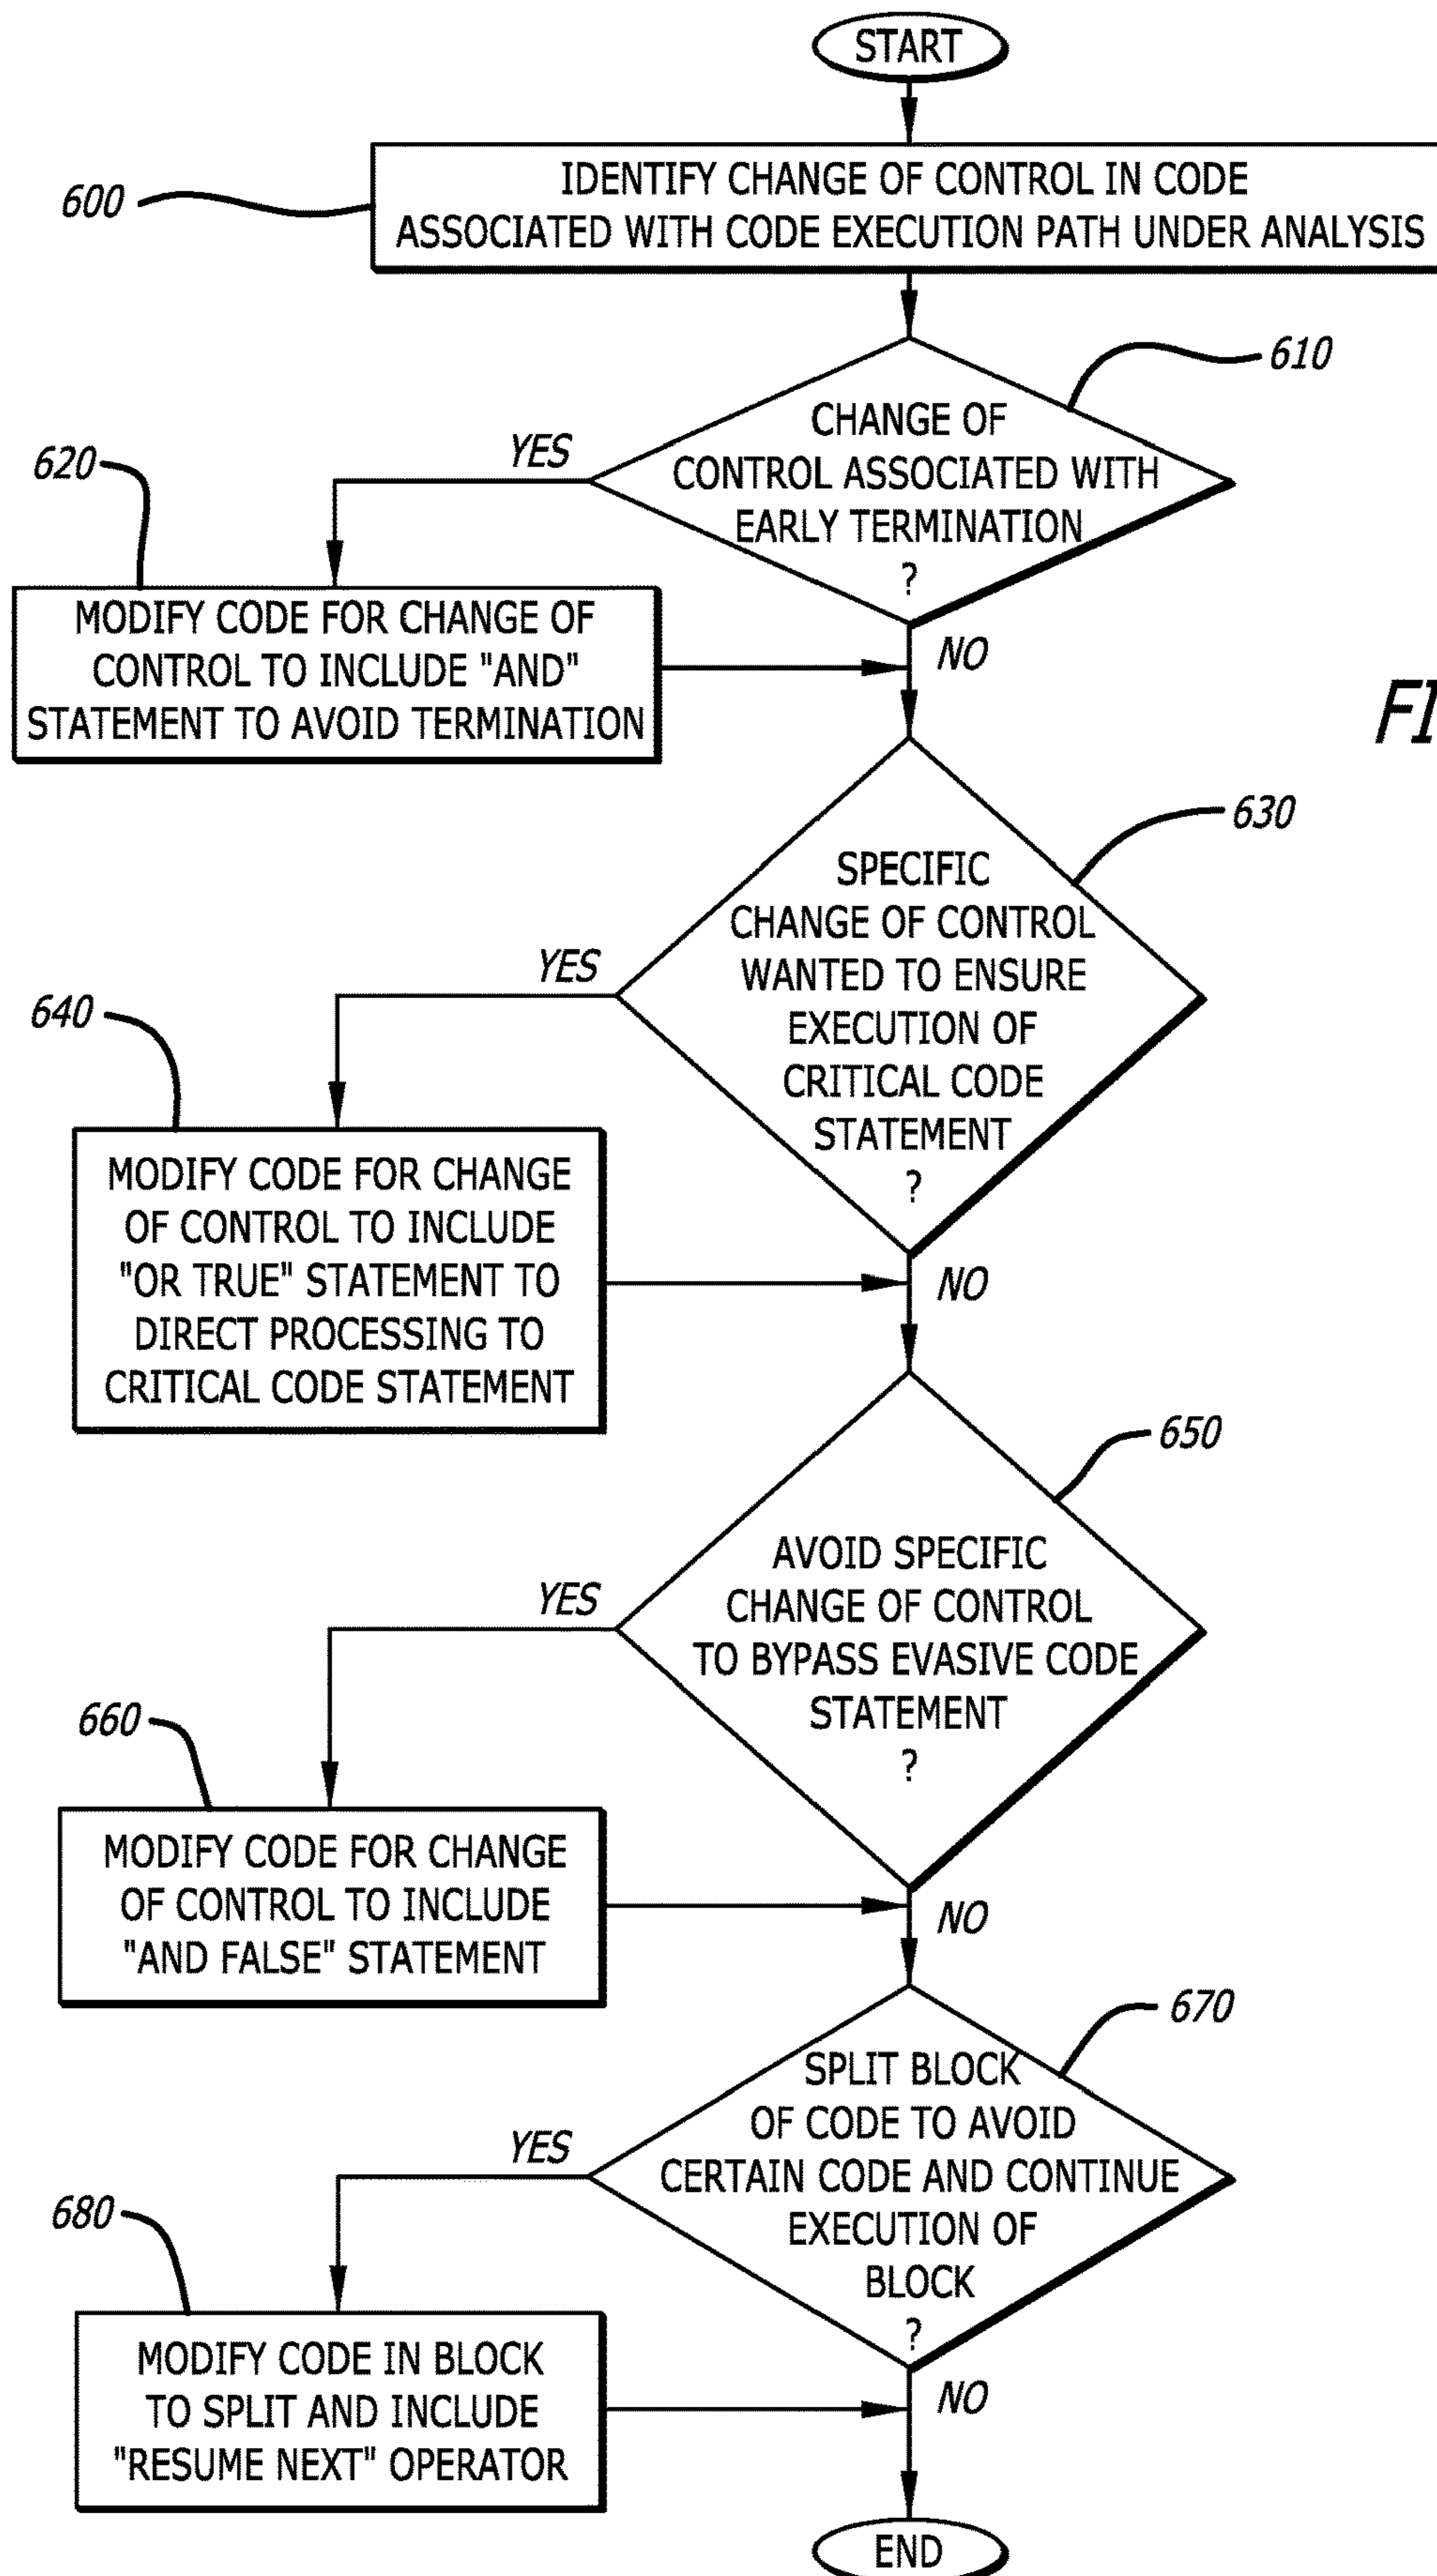 START
600
IDENTIFY CHANGE OF CONTROL IN CODE
ASSOCIATED WITH CODE EXECUTION PATH UNDER ANALYSIS
610
CHANGE OF
CONTROL ASSOCIATED WITH
EARLY TERMINATION
?
YES
NO
620
MODIFY CODE FOR CHANGE OF
CONTROL TO INCLUDE "AND"
STATEMENT TO AVOID TERMINATION
FI
630
SPECIFIC
CHANGE OF CONTROL
WANTED TO ENSURE
EXECUTION OF
CRITICAL CODE
STATEMENT
?
YES
NO
640
MODIFY CODE FOR CHANGE
OF CONTROL TO INCLUDE
"OR TRUE" STATEMENT TO
DIRECT PROCESSING TO
CRITICAL CODE STATEMENT
650
AVOID SPECIFIC
CHANGE OF CONTROL
TO BYPASS EVASIVE CODE
STATEMENT
?
YES
NO
660
MODIFY CODE FOR CHANGE
OF CONTROL TO INCLUDE
"AND FALSE" STATEMENT
670
SPLIT BLOCK
OF CODE TO AVOID
CERTAIN CODE AND CONTINUE
EXECUTION OF
BLOCK
?
YES
NO
680
MODIFY CODE IN BLOCK
TO SPLIT AND INCLUDE
"RESUME NEXT" OPERATOR
END